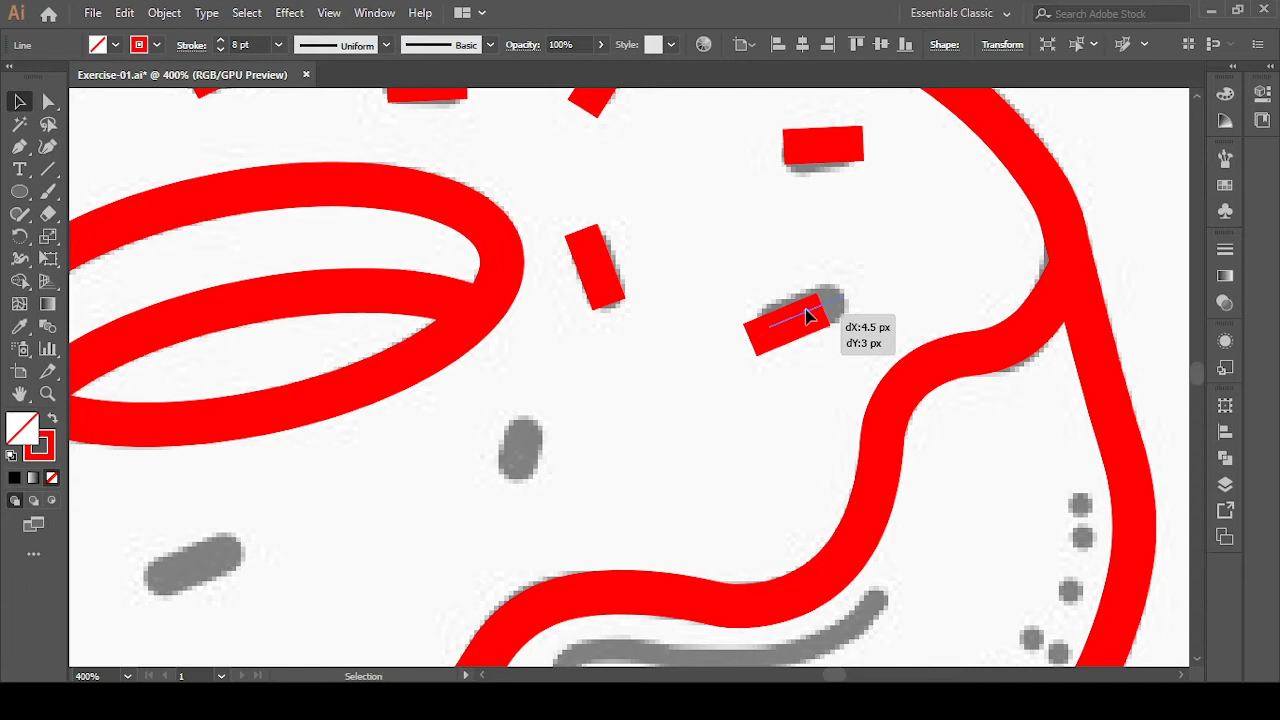 Ai File Edit Object Type Select Effect View Window Help Essentials Classic Search Adobe Stock
Line Stroke: 8 pt Uniform Basic Opacity: 100% Style: Shape: Transform
Exercise-01.ai* @ 400% (RGB/GPU Preview) ×
dX:4.5 px
dY:3 px
400% 1 Selection